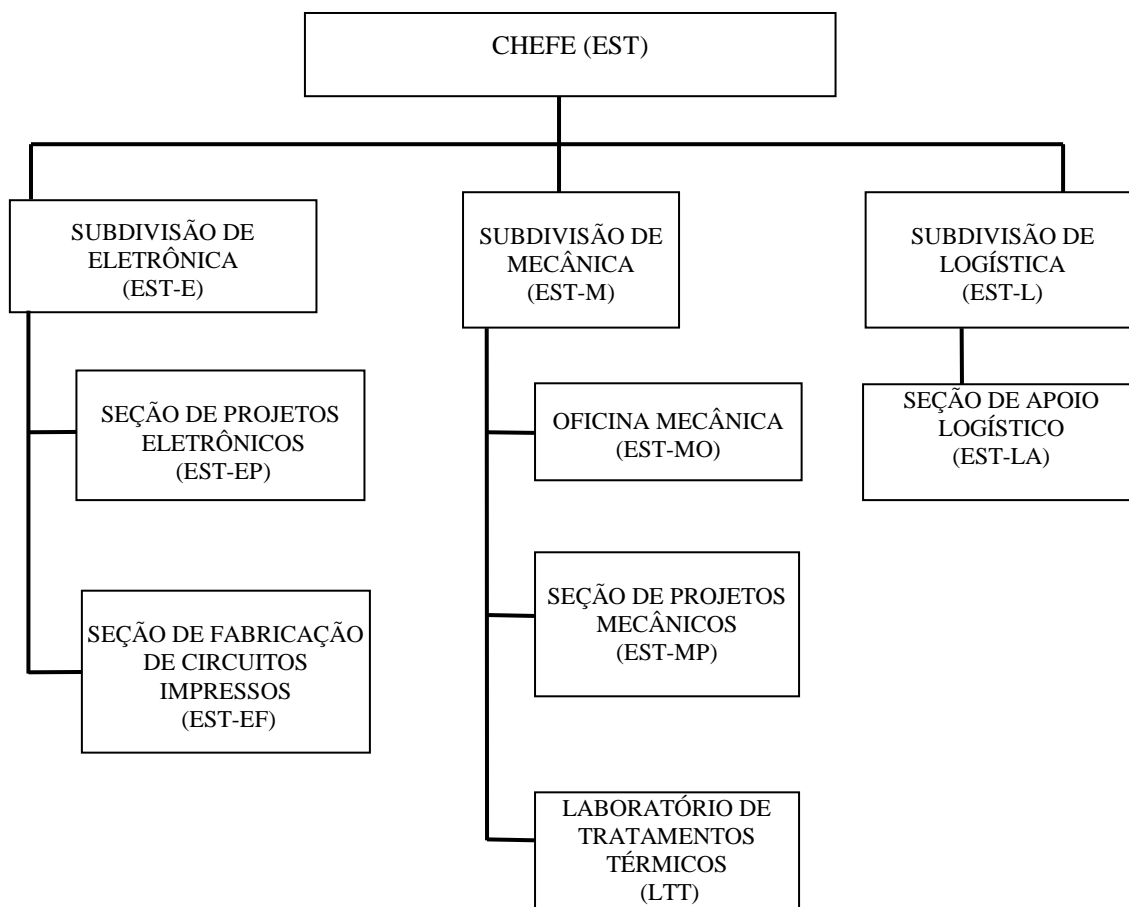 CHEFE (EST)
SUBDIVISÃO DE
ELETRÔNICA
(EST-E)
SUBDIVISÃO DE
MECÂNICA
(EST-M)
SUBDIVISÃO DE
LOGÍSTICA
(EST-L)
SEÇÃO DE PROJETOS
ELETRÔNICOS
(EST-EP)
OFICINA MECÂNICA
(EST-MO)
SEÇÃO DE APOIO
LOGÍSTICO
(EST-LA)
SEÇÃO DE FABRICAÇÃO
DE CIRCUITOS
IMPRESSOS
(EST-EF)
SEÇÃO DE PROJETOS
MECÂNICOS
(EST-MP)
LABORATÓRIO DE
TRATAMENTOS
TÉRMICOS
(LTT)